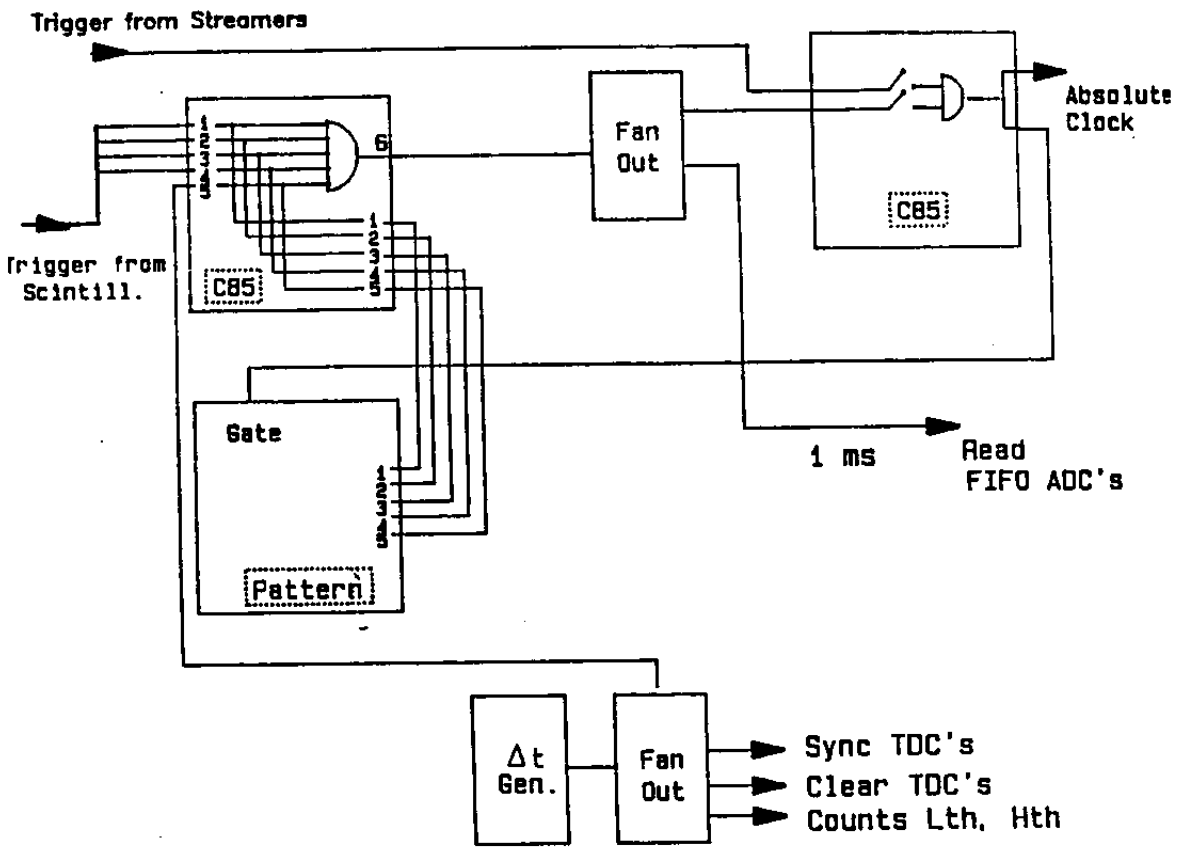 Trigger from Streamers
Absolute
Clock
Fan
Out
1
2
3
4
5
6
C85
1
2
3
4
5
C85
Trigger from
Scintill.
Gate
1 ms
Read
FIFO ADC's
1
2
3
4
5
Pattern
Δt
Gen.
Fan
Out
Sync TDC's
Clear TDC's
Counts Lth, Hth